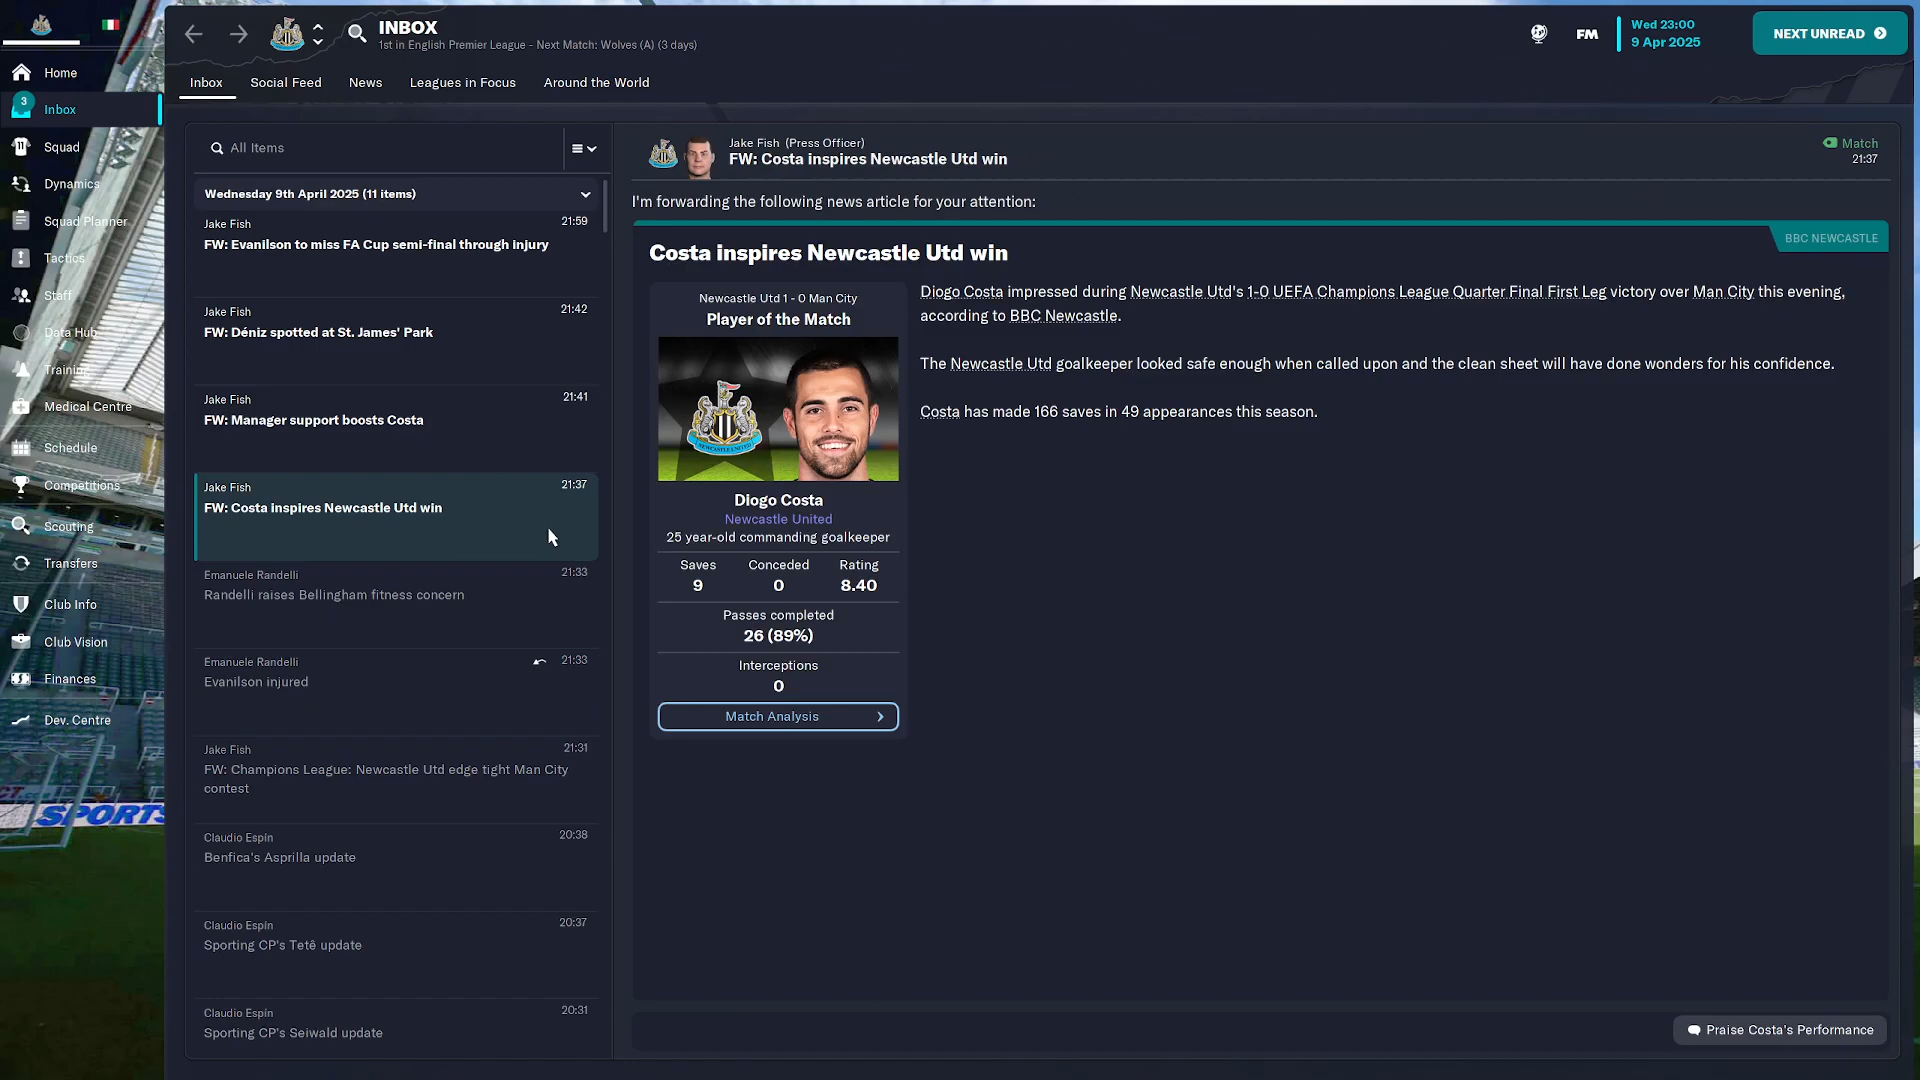 INBOX
1st in English Premier League - Next Match: Wolves (A) (3 days)
FM
Wed 23:00
9 Apr 2025
NEXT UNREAD
Inbox
Social Feed
News
Leagues in Focus
Around the World
Home
3
Inbox
Squad
Dynamics
Squad Planner
Tactics
Staff
Data Hub
Training
Medical Centre
Schedule
Competitions
Scouting
Transfers
Club Info
Club Vision
Finances
Dev. Centre
SPORTS
All Items
Wednesday 9th April 2025 (11 items)
Jake Fish
21:59
FW: Evanilson to miss FA Cup semi-final through injury
Jake Fish
21:42
FW: Déniz spotted at St. James' Park
Jake Fish
21:41
FW: Manager support boosts Costa
Jake Fish
21:37
FW: Costa inspires Newcastle Utd win
Emanuele Randelli
21:33
Randelli raises Bellingham fitness concern
Emanuele Randelli
21:33
Evanilson injured
Jake Fish
21:31
FW: Champions League: Newcastle Utd edge tight Man City
contest
Claudio Espín
20:38
Benfica's Asprilla update
Claudio Espín
20:37
Sporting CP's Tetê update
Claudio Espín
20:31
Sporting CP's Seiwald update
Jake Fish (Press Officer)
FW: Costa inspires Newcastle Utd win
Match
21:37
I'm forwarding the following news article for your attention:
BBC NEWCASTLE
Costa inspires Newcastle Utd win
Newcastle Utd 1 - 0 Man City
Player of the Match
NEWCASTLE UNITED
Diogo Costa
Newcastle United
25 year-old commanding goalkeeper
Saves
Conceded
Rating
9
0
8.40
Passes completed
26 (89%)
Interceptions
0
Match Analysis
Diogo Costa impressed during Newcastle Utd's 1-0 UEFA Champions League Quarter Final First Leg victory over Man City this evening,
according to BBC Newcastle.
The Newcastle Utd goalkeeper looked safe enough when called upon and the clean sheet will have done wonders for his confidence.
Costa has made 166 saves in 49 appearances this season.
Praise Costa's Performance